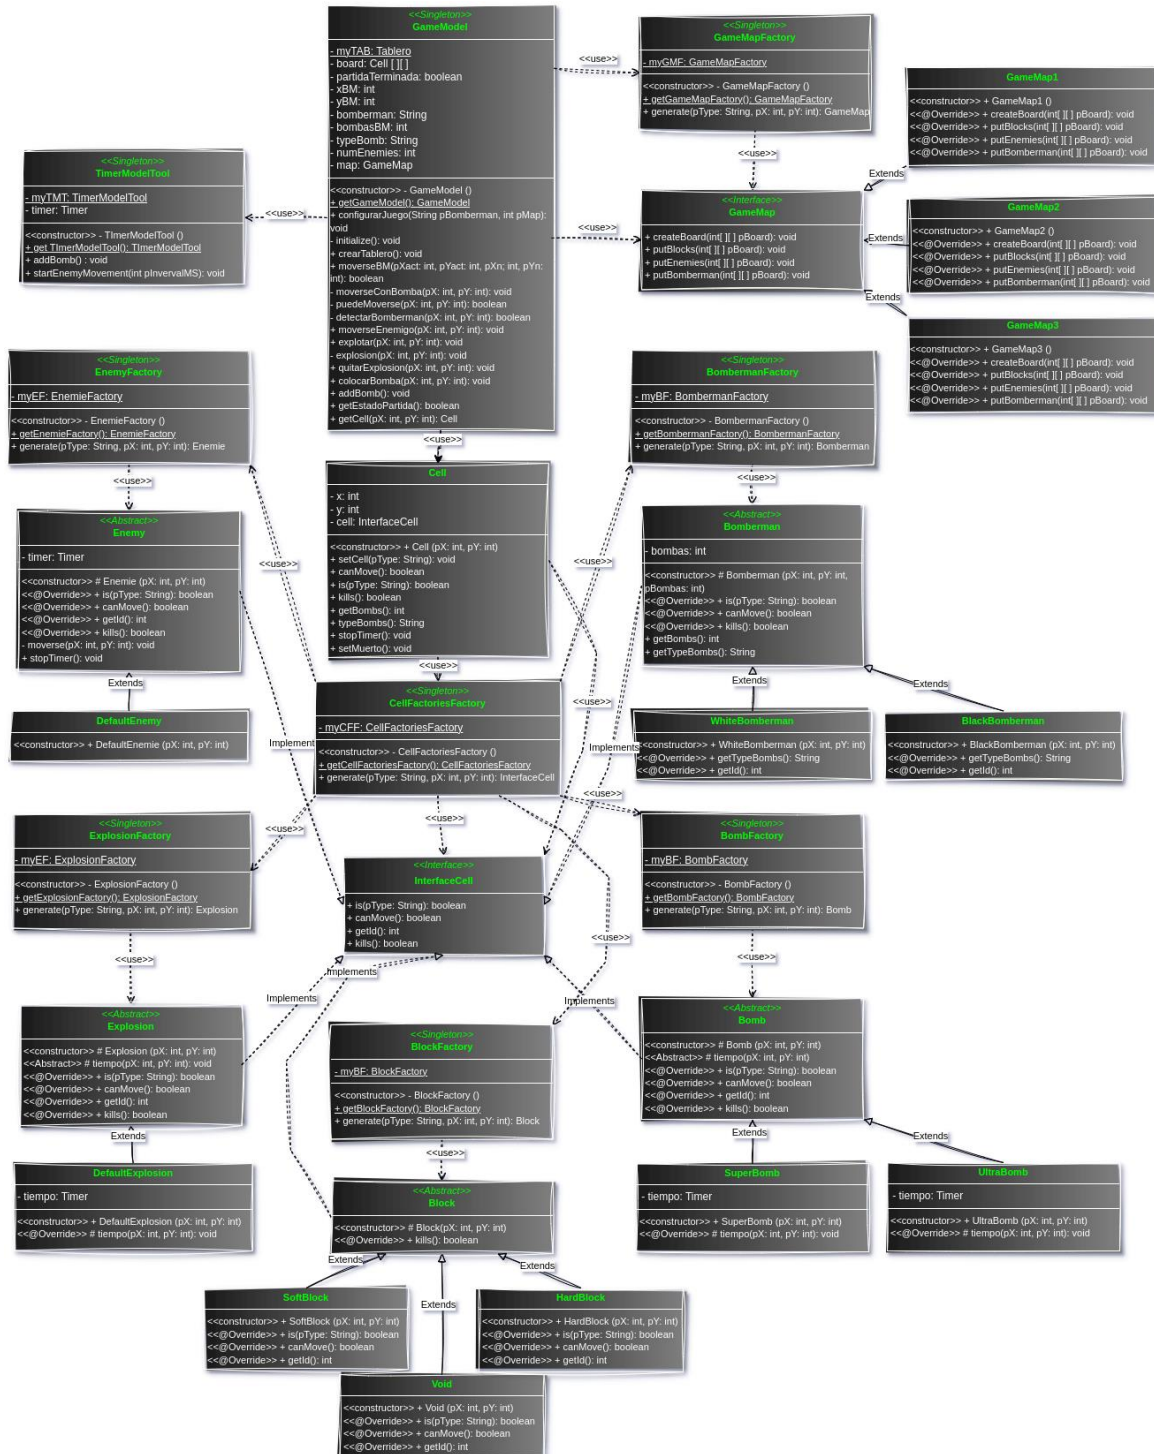 <<Singleton>>
GameModel
- myTAB: Tablero
- board: Cell [ ][ ]
- partidaTerminada: boolean
- xBM: int
- yBM: int
- bomberman: String
- bombasBM: int
- typeBomb: String
- numEnemies: int
- map: GameMap
<<constructor>> - GameModel ()
+ getGameModel(): GameModel
+ configurarJuego(String pBomberman, int pMap):
void
- initialize(): void
+ crearTablero(): void
+ moverseBM(pXact: int, pYact: int, pXn; int, pYn:
int): boolean
- moverseConBomba(pX: int, pY: int): void
- puedeMoverse(pX: int, pY: int): boolean
- detectarBomberman(pX: int, pY: int): boolean
+ moverseEnemigo(pX: int, pY: int): void
+ explotar(pX: int, pY: int): void
- explosion(pX: int, pY: int): void
+ quitarExplosion(pX: int, pY: int): void
+ colocarBomba(pX: int, pY: int): void
+ addBomb(): void
+ getEstadoPartida(): boolean
+ getCell(pX: int, pY: int): Cell
<<use>>
<<Singleton>>
GameMapFactory
- myGMF: GameMapFactory
<<constructor>> - GameMapFactory ()
+ getGameMapFactory(): GameMapFactory
+ generate(pType: String, pX: int, pY: int): GameMap
<<use>>
GameMap1
<<constructor>> + GameMap1 ()
<<@Override>> + createBoard(int[ ][ ] pBoard): void
<<@Override>> + putBlocks(int[ ][ ] pBoard): void
<<@Override>> + putEnemies(int[ ][ ] pBoard): void
<<@Override>> + putBomberman(int[ ][ ] pBoard): void
Extends
<<Singleton>>
TimerModelTool
- myTMT: TimerModelTool
- timer: Timer
<<constructor>> - TImerModelTool ()
+ get TImerModelTool(): TImerModelTool
+ addBomb() : void
+ startEnemyMovement(int pInvervalMS): void
<<use>>
<<use>>
<<Interface>>
GameMap
+ createBoard(int[ ][ ] pBoard): void
+ putBlocks(int[ ][ ] pBoard): void
+ putEnemies(int[ ][ ] pBoard): void
+ putBomberman(int[ ][ ] pBoard): void
GameMap2
<<constructor>> + GameMap2 ()
<<@Override>> + createBoard(int[ ][ ] pBoard): void
<<@Override>> + putBlocks(int[ ][ ] pBoard): void
<<@Override>> + putEnemies(int[ ][ ] pBoard): void
<<@Override>> + putBomberman(int[ ][ ] pBoard): void
Extends
Extends
GameMap3
<<constructor>> + GameMap3 ()
<<@Override>> + createBoard(int[ ][ ] pBoard): void
<<@Override>> + putBlocks(int[ ][ ] pBoard): void
<<@Override>> + putEnemies(int[ ][ ] pBoard): void
<<@Override>> + putBomberman(int[ ][ ] pBoard): void
<<Singleton>>
EnemyFactory
- myEF: EnemieFactory
<<constructor>> - EnemieFactory ()
+ getEnemieFactory(): EnemieFactory
+ generate(pType: String, pX: int, pY: int): Enemie
<<use>>
<<Singleton>>
BombermanFactory
- myBF: BombermanFactory
<<constructor>> - BombermanFactory ()
+ getBombermanFactory(): BombermanFactory
+ generate(pType: String, pX: int, pY: int): Bomberman
<<use>>
<<use>>
Cell
- x: int
- y: int
- cell: InterfaceCell
<<constructor>> + Cell (pX: int, pY: int)
+ setCell(pType: String): void
+ canMove(): boolean
+ is(pType: String): boolean
+ kills(): boolean
+ getBombs(): int
+ typeBombs(): String
+ stopTimer(): void
+ setMuerto(): void
<<use>>
<<Abstract>>
Enemy
- timer: Timer
<<constructor>> # Enemie (pX: int, pY: int)
<<@Override>> + is(pType: String): boolean
<<@Override>> + canMove(): boolean
<<@Override>> + getId(): int
<<@Override>> + kills(): boolean
- moverse(pX: int, pY: int): void
+ stopTimer(): void
Extends
<<use>>
<<use>>
<<Abstract>>
Bomberman
- bombas: int
<<constructor>> # Bomberman (pX: int, pY: int,
pBombas: int)
<<@Override>> + is(pType: String): boolean
<<@Override>> + canMove(): boolean
<<@Override>> + kills(): boolean
+ getBombs(): int
+ getTypeBombs(): String
Extends
Extends
DefaultEnemy
<<constructor>> + DefaultEnemie (pX: int, pY: int)
Implement
<<Singleton>>
CellFactoriesFactory
- myCFF: CellFactoriesFactory
<<constructor>> - CellFactoriesFactory ()
+ getCellFactoriesFactory(): CellFactoriesFactory
+ generate(pType: String, pX: int, pY: int): InterfaceCell
<<use>>
Implements
WhiteBomberman
<<constructor>> + WhiteBomberman (pX: int, pY: int)
<<@Override>> + getTypeBombs(): String
<<@Override>> + getId(): int
BlackBomberman
<<constructor>> + BlackBomberman (pX: int, pY: int)
<<@Override>> + getTypeBombs(): String
<<@Override>> + getId(): int
<<use>>
<<use>>
<<use>>
<<use>>
<<Singleton>>
ExplosionFactory
- myEF: ExplosionFactory
<<constructor>> - ExplosionFactory ()
+ getExplosionFactory(): ExplosionFactory
+ generate(pType: String, pX: int, pY: int): Explosion
<<use>>
<<Interface>>
InterfaceCell
+ is(pType: String): boolean
+ canMove(): boolean
+ getId(): int
+ kills(): boolean
<<Singleton>>
BombFactory
- myBF: BombFactory
<<constructor>> - BombFactory ()
+ getBombFactory(): BombFactory
+ generate(pType: String, pX: int, pY: int): Bomb
<<use>>
<<use>>
Implements
Implements
Implements
<<Abstract>>
Explosion
<<constructor>> # Explosion (pX: int, pY: int)
<<Abstract>> # tiempo(pX: int, pY: int): void
<<@Override>> + is(pType: String): boolean
<<@Override>> + canMove(): boolean
<<@Override>> + getId(): int
<<@Override>> + kills(): boolean
Extends
<<Singleton>>
BlockFactory
- myBF: BlockFactory
<<constructor>> - BlockFactory ()
+ getBlockFactory(): BlockFactory
+ generate(pType: String, pX: int, pY: int): Block
<<use>>
<<Abstract>>
Bomb
<<constructor>> # Bomb (pX: int, pY: int)
<<Abstract>> # tiempo(pX: int, pY: int)
<<@Override>> + is(pType: String): boolean
<<@Override>> + canMove(): boolean
<<@Override>> + getId(): int
<<@Override>> + kills(): boolean
Extends
Extends
DefaultExplosion
- tiempo: Timer
<<constructor>> + DefaultExplosion (pX: int, pY: int)
<<@Override>> # tiempo(pX: int, pY: int): void
<<Abstract>>
Block
<<constructor>> # Block(pX: int, pY: int)
<<@Override>> + kills(): boolean
SuperBomb
- tiempo: Timer
<<constructor>> + SuperBomb (pX: int, pY: int)
<<@Override>> # tiempo(pX: int, pY: int): void
UltraBomb
- tiempo: Timer
<<constructor>> + UltraBomb (pX: int, pY: int)
<<@Override>> # tiempo(pX: int, pY: int): void
Extends
Extends
Extends
SoftBlock
<<constructor>> + SoftBlock (pX: int, pY: int)
<<@Override>> + is(pType: String): boolean
<<@Override>> + canMove(): boolean
<<@Override>> + getId(): int
HardBlock
<<constructor>> + HardBlock (pX: int, pY: int)
<<@Override>> + is(pType: String): boolean
<<@Override>> + canMove(): boolean
<<@Override>> + getId(): int
Void
<<constructor>> + Void (pX: int, pY: int)
<<@Override>> + is(pType: String): boolean
<<@Override>> + canMove(): boolean
<<@Override>> + getId(): int